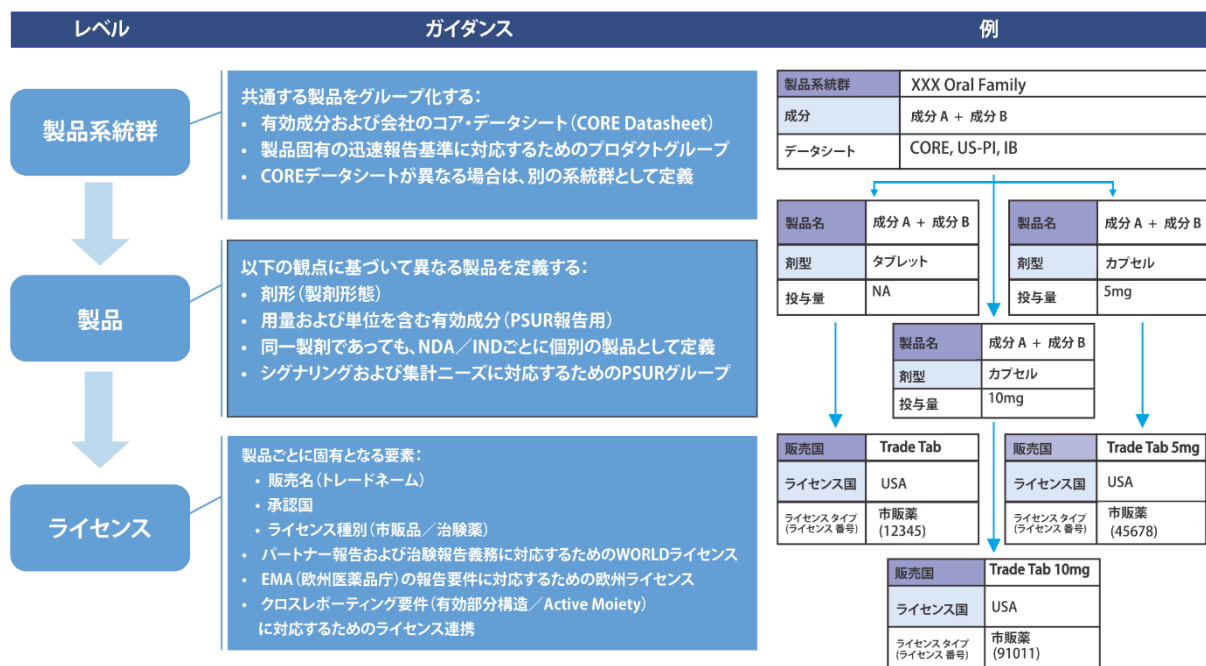 レベル
ガイダンス
例
製品系統群
共通する製品をグループ化する：
• 有効成分および会社のコア・データシート（CORE Datasheet）
• 製品固有の迅速報告基準に対応するためのプロダクトグループ
• COREデータシートが異なる場合は、別の系統群として定義
製品
以下の観点に基づいて異なる製品を定義する：
• 剤形（製剤形態）
• 用量および単位を含む有効成分（PSUR報告用）
• 同一製剤であっても、NDA／INDごとに個別の製品として定義
• シグナリングおよび集計ニーズに対応するためのPSURグループ
ライセンス
製品ごとに固有となる要素：
• 販売名（トレードネーム）
• 承認国
• ライセンス種別（市販品／治験薬）
• パートナー報告および治験報告義務に対応するためのWORLDライセンス
• EMA（欧州医薬品庁）の報告要件に対応するための欧州ライセンス
• クロスレポーティング要件（有効部分構造／Active Moiety）
に対応するためのライセンス連携
製品系統群 XXX Oral Family
成分 成分 A + 成分 B
データシート CORE, US-PI, IB
製品名 成分 A + 成分 B
剤型 タブレット
投与量 NA
製品名 成分 A + 成分 B
剤型 カプセル
投与量 5mg
製品名 成分 A + 成分 B
剤型 カプセル
投与量 10mg
販売国 Trade Tab
ライセンス国 USA
ライセンス タイプ 市販薬
(ライセンス 番号) (12345)
販売国 Trade Tab 5mg
ライセンス国 USA
ライセンス タイプ 市販薬
(ライセンス 番号) (45678)
販売国 Trade Tab 10mg
ライセンス国 USA
ライセンス タイプ 市販薬
(ライセンス 番号) (91011)